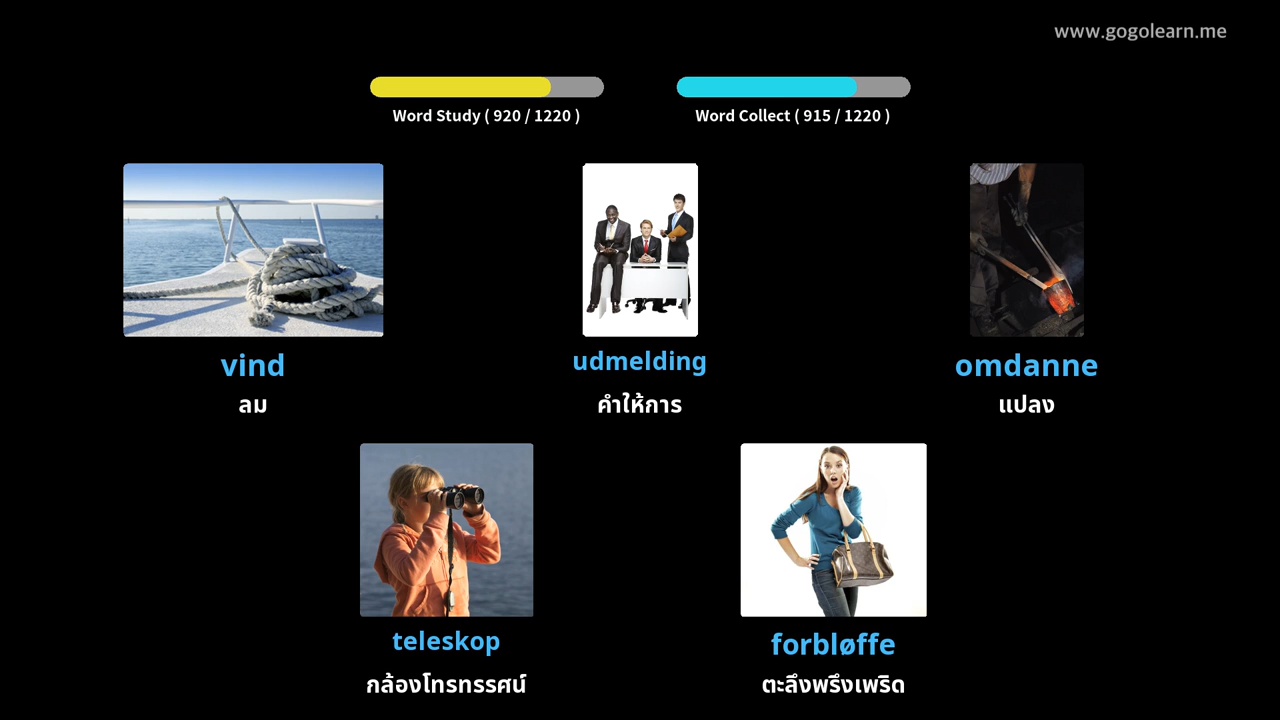 www.gogolearn.me
Word Study ( 920 / 1220 )
Word Collect ( 915 / 1220 )
vind
ลม
udmelding
คำให้การ
omdanne
แปลง
teleskop
กล้องโทรทรรศน์
forbløffe
ตะลึงพรึงเพริด